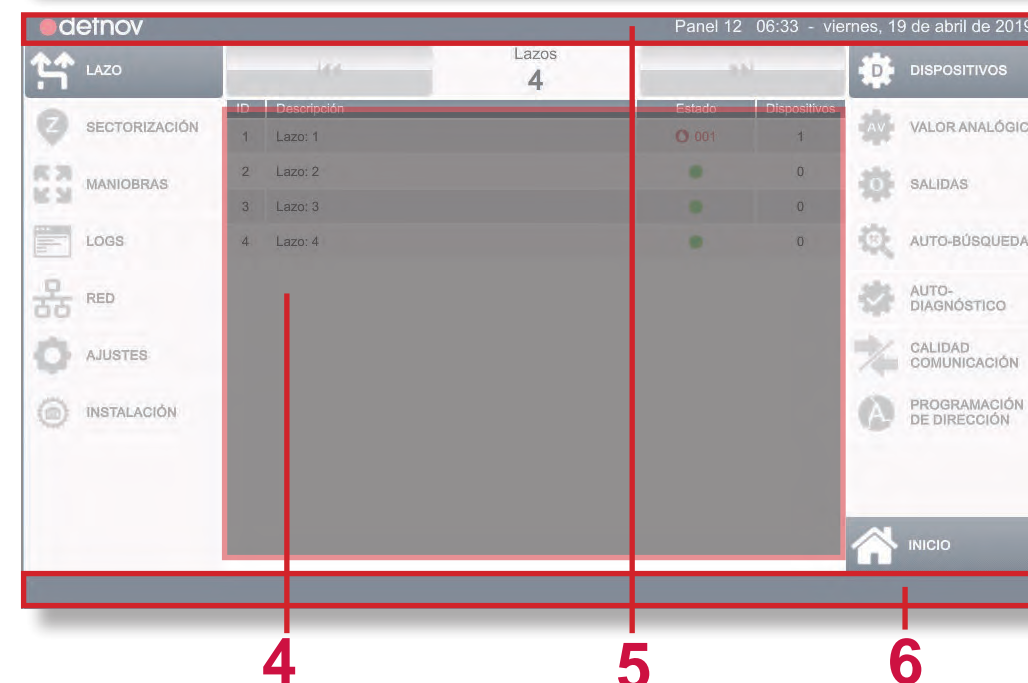 detnov
Panel 12 06:33 - viernes, 19 de abril de 2019
LAZO
Lazos
4
DISPOSITIVOS
ID Descripción Estado Dispositivos
1 Lazo: 1 001 1
2 Lazo: 2 0
3 Lazo: 3 0
4 Lazo: 4 0
SECTORIZACIÓN
MANIOBRAS
LOGS
RED
AJUSTES
INSTALACIÓN
VALOR ANALÓGIC
SALIDAS
AUTO-BÚSQUEDA
AUTO-
DIAGNÓSTICO
CALIDAD
COMUNICACIÓN
PROGRAMACIÓN
DE DIRECCIÓN
INICIO
Z
D
AV
O
A
4
5
6